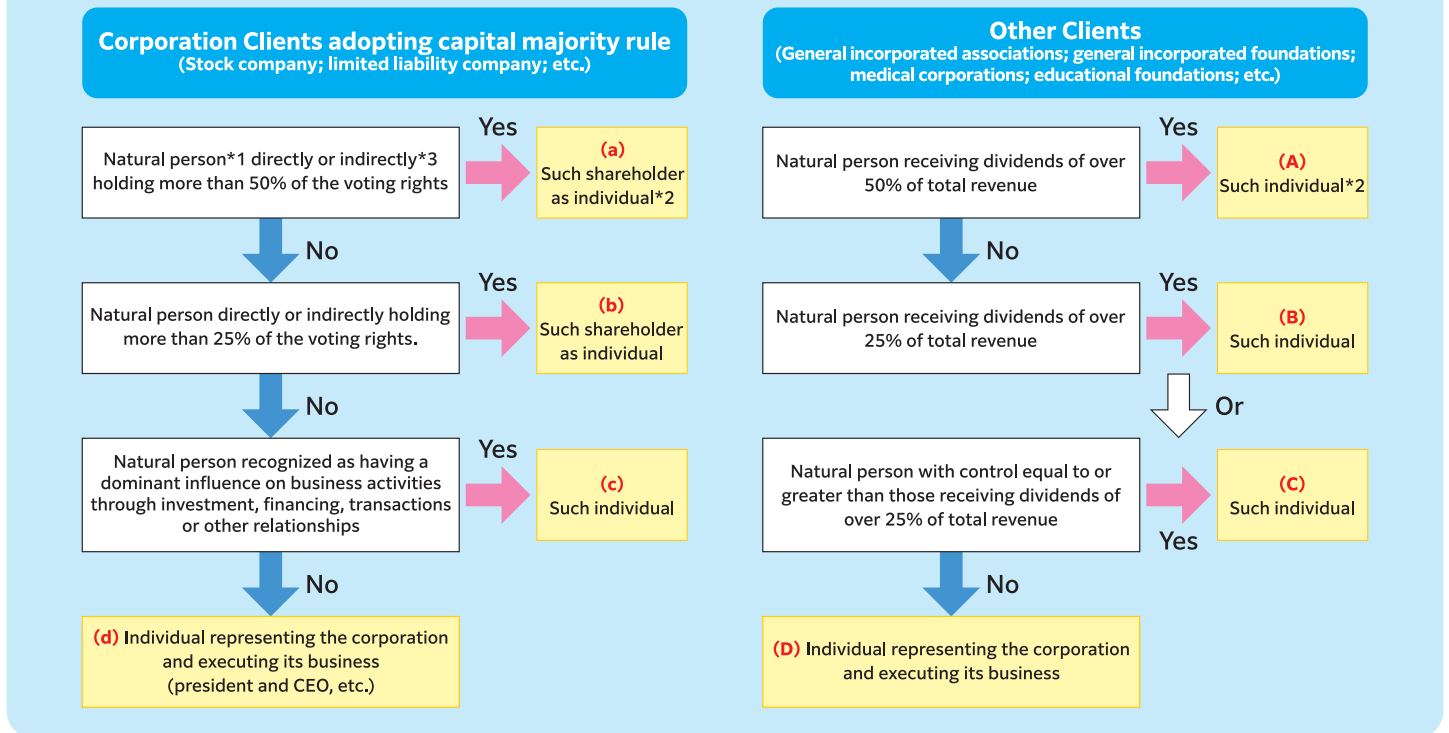 Corporation Clients adopting capital majority rule
(Stock company; limited liability company; etc.)
Natural person*1 directly or indirectly*3
holding more than 50% of the voting rights
Yes
(a)
Such shareholder
as individual*2
No
Natural person directly or indirectly holding
more than 25% of the voting rights.
Yes
(b)
Such shareholder
as individual
No
Natural person recognized as having a
dominant influence on business activities
through investment, financing, transactions
or other relationships
Yes
(c)
Such individual
No
(d) Individual representing the corporation
and executing its business
(president and CEO, etc.)
Other Clients
(General incorporated associations; general incorporated foundations;
medical corporations; educational foundations; etc.)
Natural person receiving dividends of over
50% of total revenue
Yes
(A)
Such individual*2
No
Natural person receiving dividends of over
25% of total revenue
Yes
(B)
Such individual
Or
Natural person with control equal to or
greater than those receiving dividends of
over 25% of total revenue
Yes
(C)
Such individual
No
(D) Individual representing the corporation
and executing its business